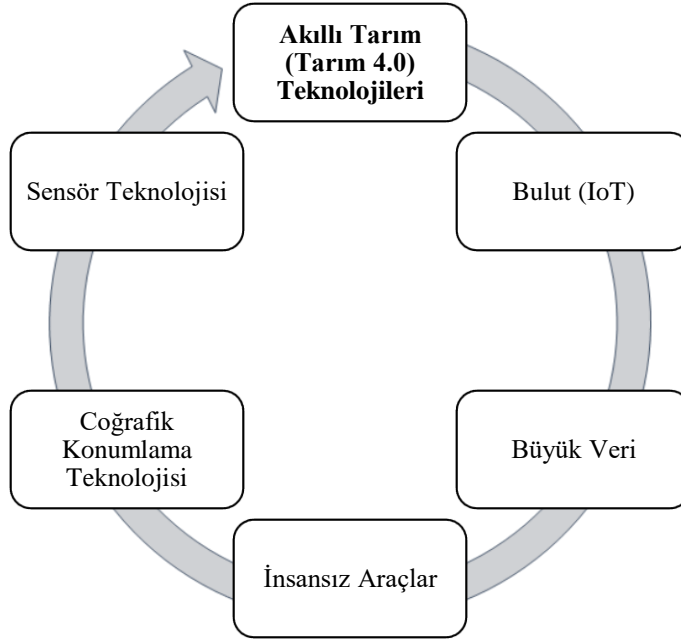 Akıllı Tarım
(Tarım 4.0)
Teknolojileri
Bulut (IoT)
Büyük Veri
İnsansız Araçlar
Coğrafik
Konumlama
Teknolojisi
Sensör Teknolojisi